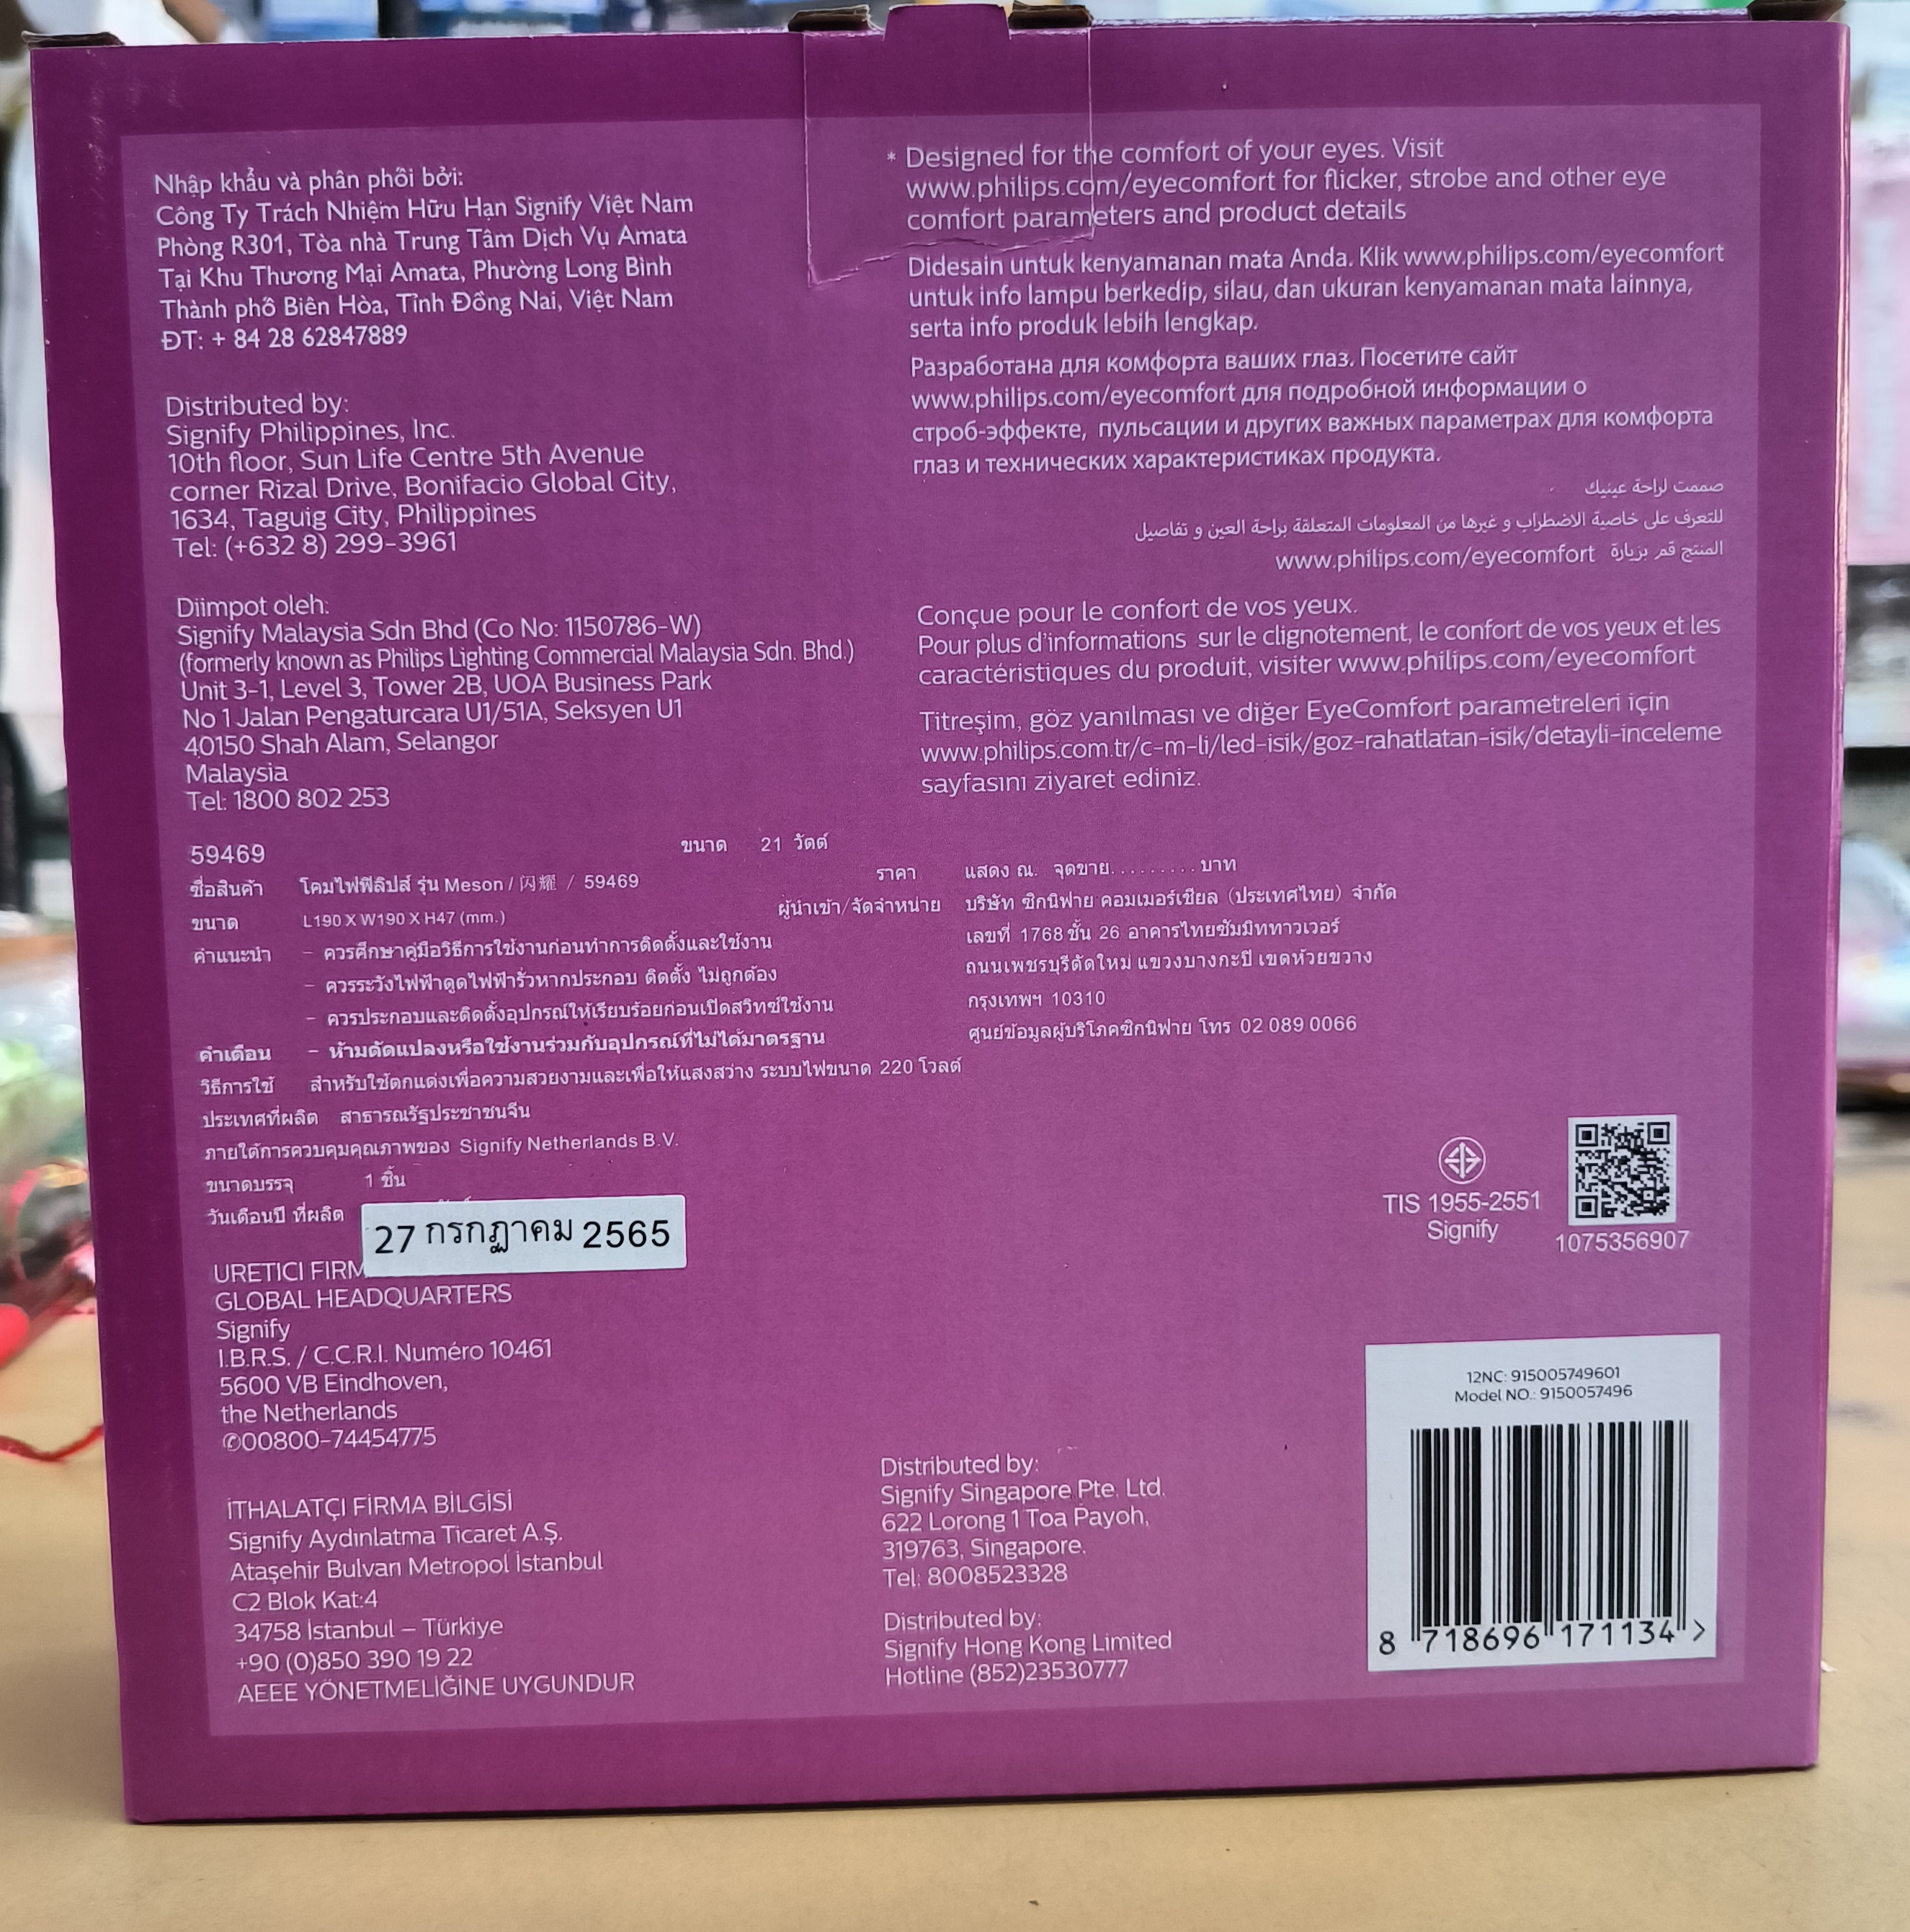 Nhập khẩu và phân phối bởi:
Công Ty Trách Nhiệm Hữu Hạn Signify Việt Nam
Phòng R301, Tòa nhà Trung Tâm Dịch Vụ Amata
Tại Khu Thương Mại Amata, Phường Long Bình
Thành phố Biên Hòa, Tỉnh Đồng Nai, Việt Nam
ĐT: + 84 28 62847889
Distributed by:
Signify Philippines, Inc.
10th floor, Sun Life Centre 5th Avenue
corner Rizal Drive, Bonifacio Global City,
1634, Taguig City, Philippines
Tel: (+632 8) 299-3961
Diimpot oleh:
Signify Malaysia Sdn Bhd (Co No: 1150786-W)
(formerly known as Philips Lighting Commercial Malaysia Sdn. Bhd.)
Unit 3-1, Level 3, Tower 2B, UOA Business Park
No 1 Jalan Pengaturcara U1/51A, Seksyen U1
40150 Shah Alam, Selangor
Malaysia
Tel: 1800 802 253
* Designed for the comfort of your eyes. Visit
www.philips.com/eyecomfort for flicker, strobe and other eye
comfort parameters and product details
Didesain untuk kenyamanan mata Anda. Klik www.philips.com/eyecomfort
untuk info lampu berkedip, silau, dan ukuran kenyamanan mata lainnya,
serta info produk lebih lengkap.
Разработана для комфорта ваших глаз. Посетите сайт
www.philips.com/eyecomfort для подробной информации о
строб-эффекте, пульсации и других важных параметрах для комфорта
глаз и технических характеристиках продукта.
صممت لراحة عينيك
للتعرف على خاصية الاضطراب و غيرها من المعلومات المتعلقة براحة العين و تفاصيل
المنتج قم بزيارة www.philips.com/eyecomfort
Conçue pour le confort de vos yeux.
Pour plus d'informations sur le clignotement, le confort de vos yeux et les
caractéristiques du produit, visiter www.philips.com/eyecomfort
Titreşim, göz yanılması ve diğer EyeComfort parametreleri için
www.philips.com.tr/c-m-li/led-isik/goz-rahatlatan-isik/detayli-inceleme
sayfasını ziyaret ediniz.
59469
ขนาด 21 วัตต์
ชื่อสินค้า โคมไฟฟิลิปส์ รุ่น Meson / 闪耀 / 59469
ขนาด L190 X W190 X H47 (mm.)
คำแนะนำ - ควรศึกษาคู่มือวิธีการใช้งานก่อนทำการติดตั้งและใช้งาน
- ควรระวังไฟฟ้าดูดไฟฟ้ารั่วหากประกอบ ติดตั้ง ไม่ถูกต้อง
- ควรประกอบและติดตั้งอุปกรณ์ให้เรียบร้อยก่อนเปิดสวิทซ์ใช้งาน
คำเตือน - ห้ามดัดแปลงหรือใช้งานร่วมกับอุปกรณ์ที่ไม่ได้มาตรฐาน
วิธีการใช้ สำหรับใช้ตกแต่งเพื่อความสวยงามและเพื่อให้แสงสว่าง ระบบไฟขนาด 220 โวลต์
ประเทศที่ผลิต สาธารณรัฐประชาชนจีน
ภายใต้การควบคุมคุณภาพของ Signify Netherlands B.V.
ขนาดบรรจุ 1 ชิ้น
วันเดือนปี ที่ผลิต
27 กรกฎาคม 2565
ราคา แสดง ณ. จุดขาย..........บาท
ผู้นำเข้า/จัดจำหน่าย บริษัท ซิกนิฟาย คอมเมอร์เชียล (ประเทศไทย) จำกัด
เลขที่ 1768 ชั้น 26 อาคารไทยซัมมิททาวเวอร์
ถนนเพชรบุรีตัดใหม่ แขวงบางกะปิ เขตห้วยขวาง
กรุงเทพฯ 10310
ศูนย์ข้อมูลผู้บริโภคซิกนิฟาย โทร 02 089 0066
TIS 1955-2551
Signify
1075356907
URETICI FIRM
GLOBAL HEADQUARTERS
Signify
I.B.R.S. / C.C.R.I. Numéro 10461
5600 VB Eindhoven,
the Netherlands
✆00800-74454775
İTHALATÇI FİRMA BİLGİSİ
Signify Aydınlatma Ticaret A.Ş.
Ataşehir Bulvarı Metropol İstanbul
C2 Blok Kat:4
34758 İstanbul – Türkiye
+90 (0)850 390 19 22
AEEE YÖNETMELİĞİNE UYGUNDUR
Distributed by:
Signify Singapore Pte. Ltd.
622 Lorong 1 Toa Payoh,
319763, Singapore.
Tel: 8008523328
Distributed by:
Signify Hong Kong Limited
Hotline (852)23530777
12NC: 915005749601
Model NO.: 9150057496
8 718696 171134 >